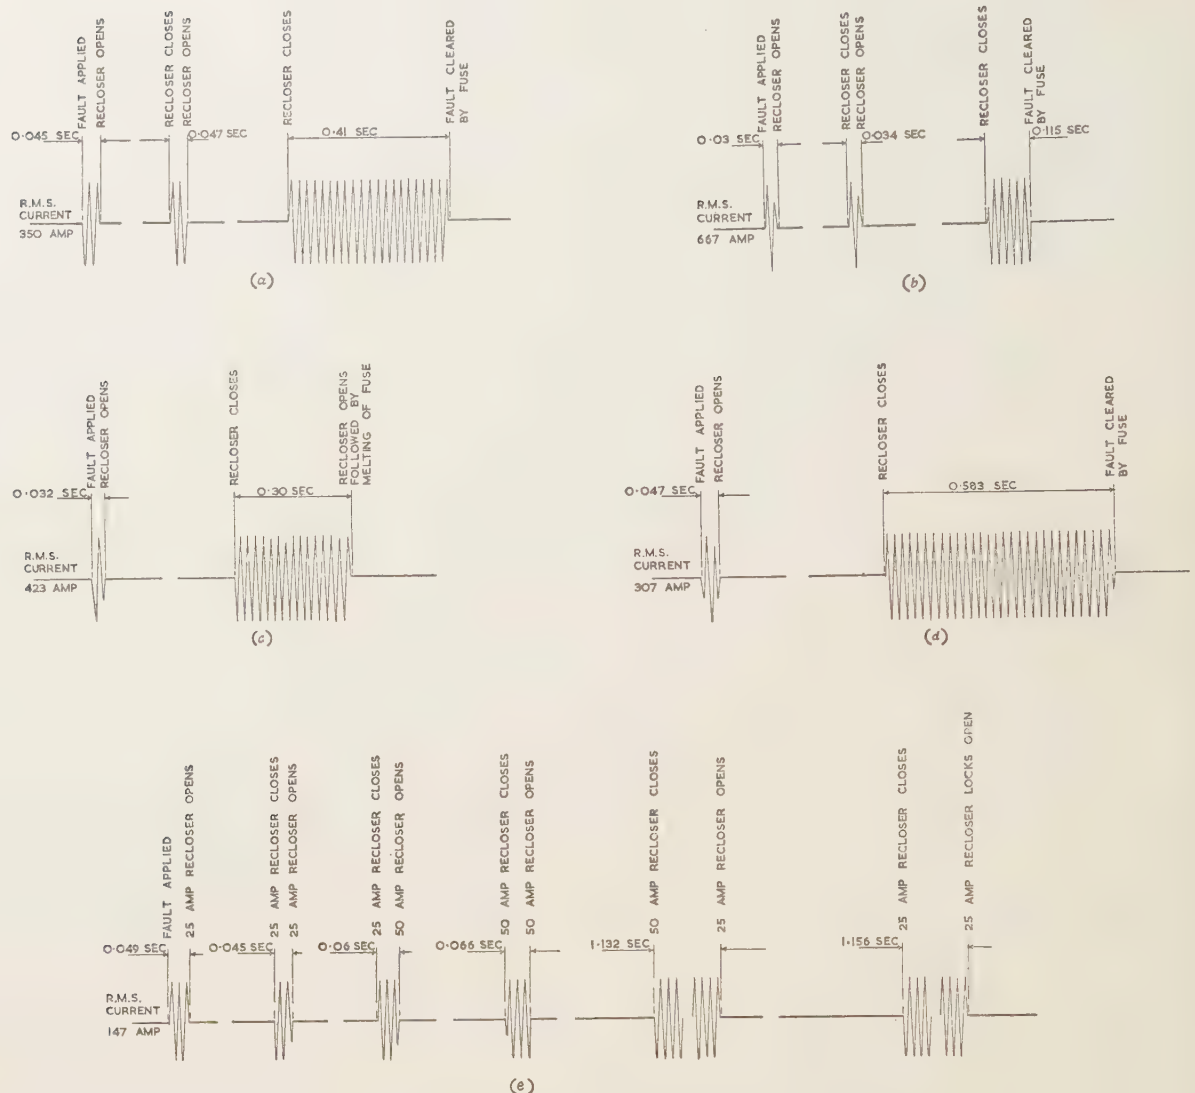 FAULT APPLIED
RECLOSER OPENS
RECLOSER CLOSES
RECLOSER OPENS
RECLOSER CLOSES
FAULT CLEARED
BY FUSE
0·045 SEC
0·047 SEC
0·41 SEC
R.M.S.
CURRENT
350 AMP
(a)
FAULT APPLIED
RECLOSER OPENS
RECLOSER CLOSES
RECLOSER OPENS
RECLOSER CLOSES
FAULT CLEARED
BY FUSE
0·03 SEC
0·034 SEC
0·115 SEC
R.M.S.
CURRENT
667 AMP
(b)
FAULT APPLIED
RECLOSER OPENS
RECLOSER CLOSES
RECLOSER OPENS
FOLLOWED BY
MELTING OF FUSE
0·032 SEC
0·30 SEC
R.M.S.
CURRENT
423 AMP
(c)
FAULT APPLIED
RECLOSER OPENS
RECLOSER CLOSES
FAULT CLEARED
BY FUSE
0·047 SEC
0·583 SEC
R.M.S.
CURRENT
307 AMP
(d)
FAULT APPLIED
25 AMP RECLOSER OPENS
25 AMP RECLOSER CLOSES
25 AMP RECLOSER OPENS
25 AMP RECLOSER CLOSES
50 AMP RECLOSER OPENS
50 AMP RECLOSER CLOSES
50 AMP RECLOSER OPENS
50 AMP RECLOSER CLOSES
25 AMP RECLOSER OPENS
25 AMP RECLOSER CLOSES
25 AMP RECLOSER LOCKS OPEN
0·049 SEC
0·045 SEC
0·06 SEC
0·066 SEC
1·132 SEC
1·156 SEC
R.M.S.
CURRENT
147 AMP
(e)